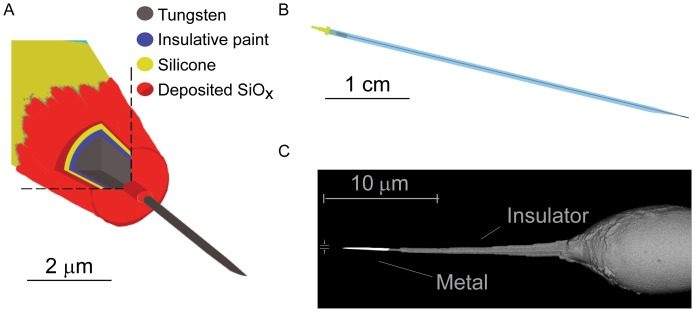 A
Tungsten
Insulative paint
Silicone
Deposited SiOx
2 μm
B
1 cm
C
10 μm
Insulator
Metal